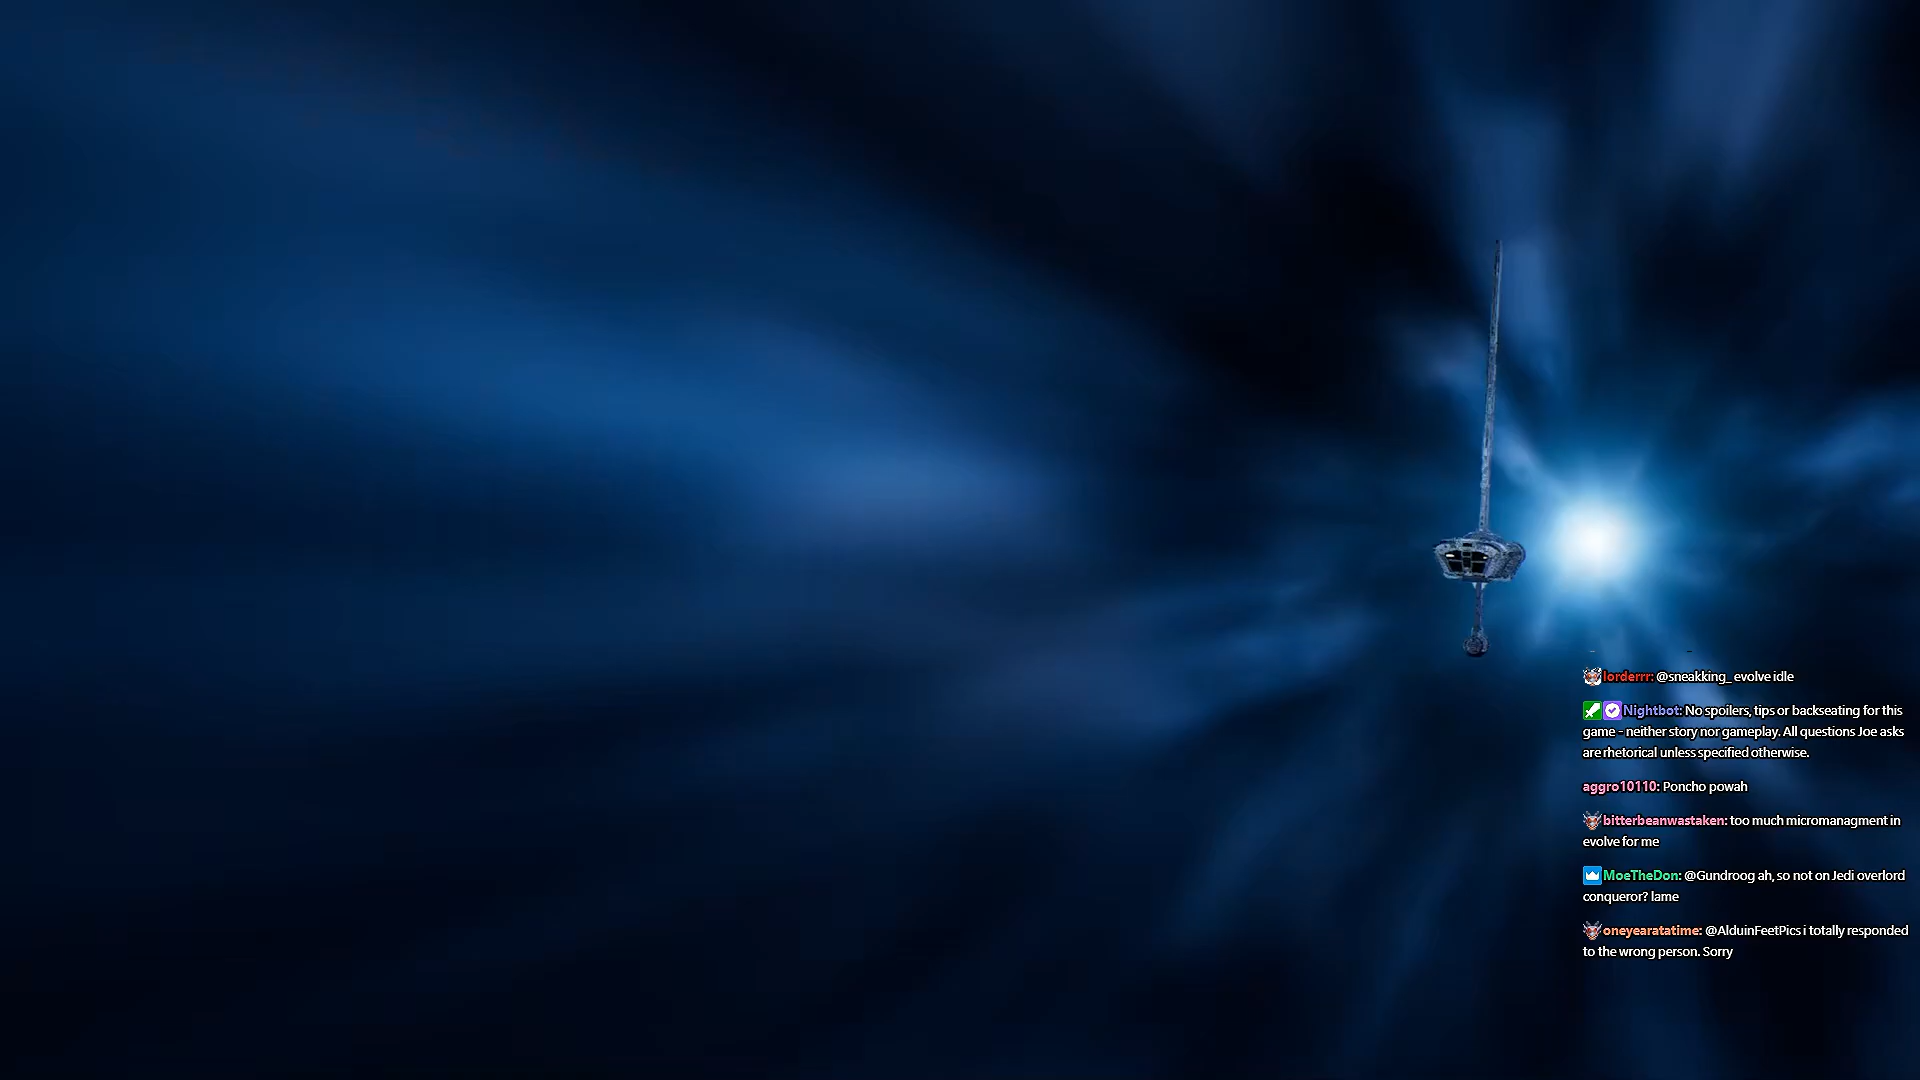 lorderrr: @sneakking_ evolve idle
Nightbot: No spoilers, tips or backseating for this
game - neither story nor gameplay. All questions Joe asks
are rhetorical unless specified otherwise.
aggro10110: Poncho powah
bitterbeanwastaken: too much micromanagment in
evolve for me
MoeTheDon: @Gundroog ah, so not on Jedi overlord
conqueror? lame
oneyearatatime: @AlduinFeetPics i totally responded
to the wrong person. Sorry